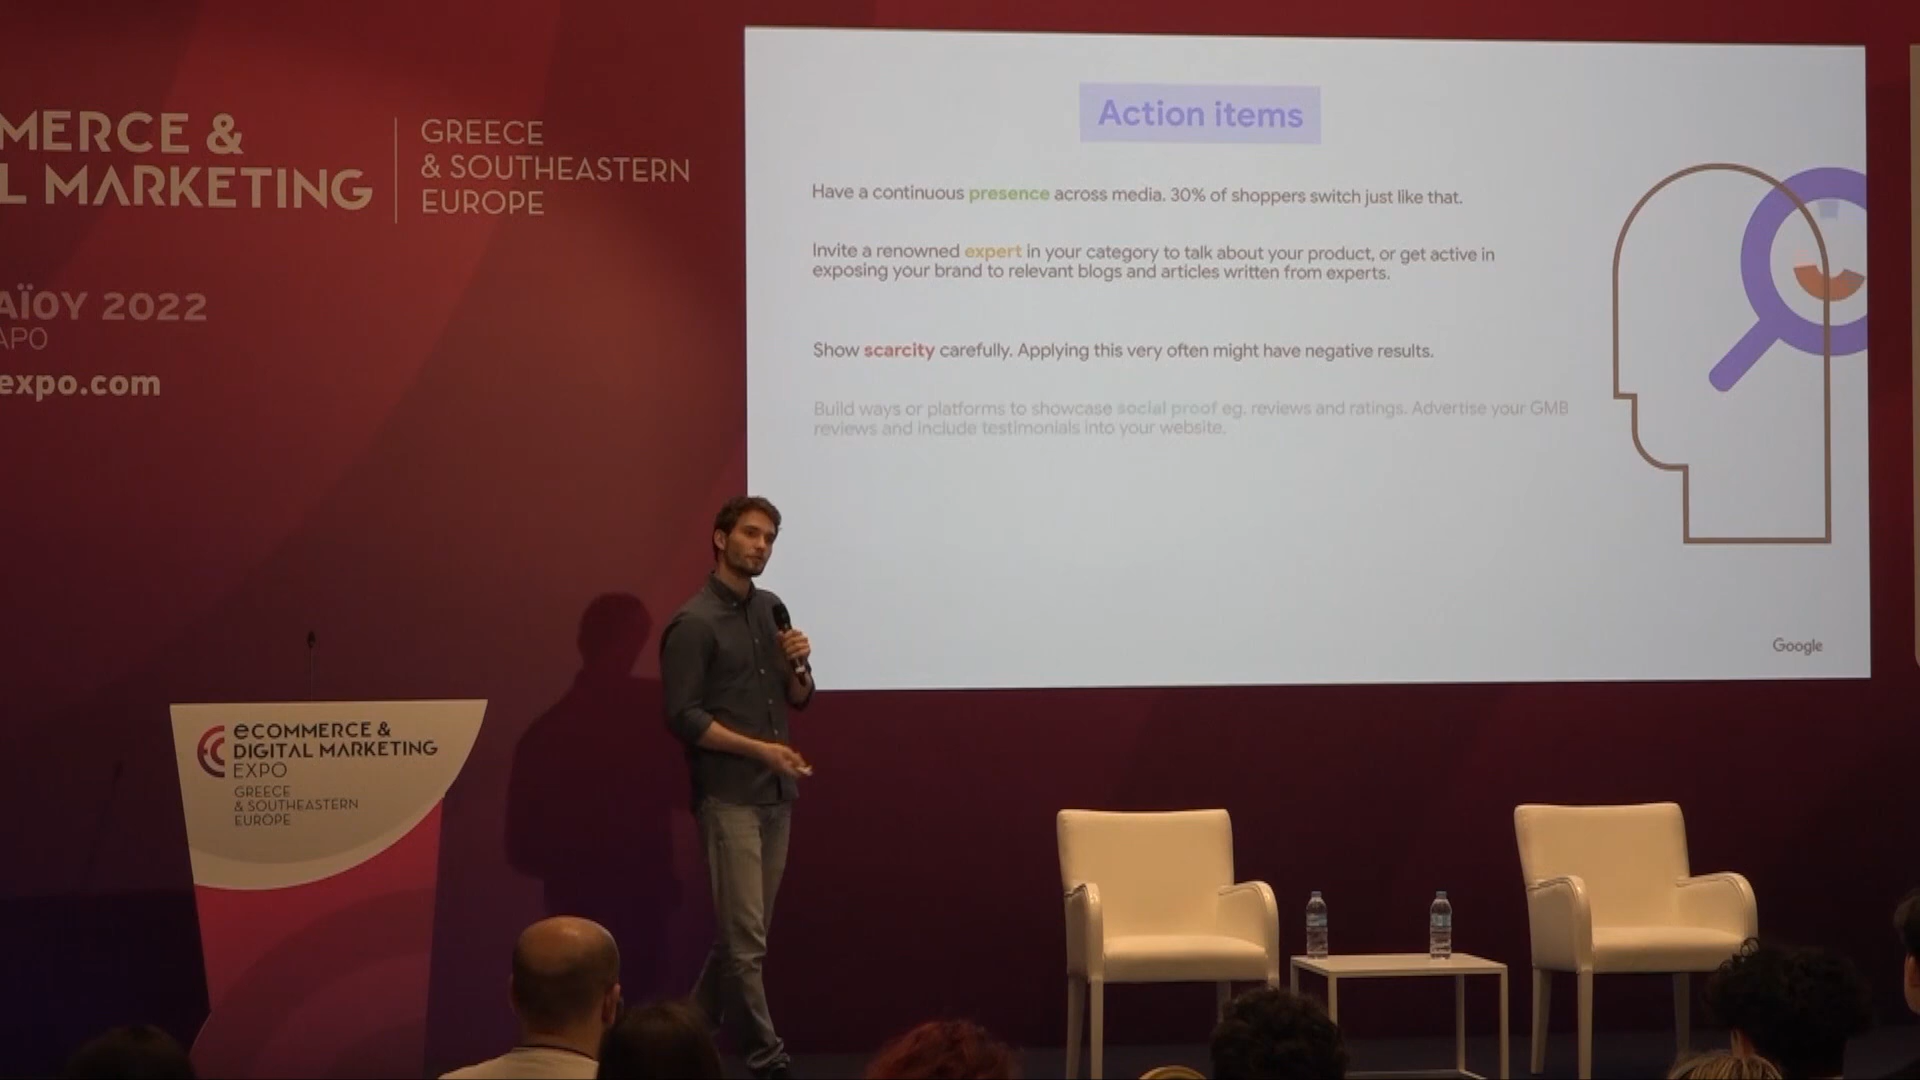 MERCE &
L MARKETING
GREECE
& SOUTHEASTERN
EUROPE
ΑΪΟΥ 2022
APO
expo.com
Action items
Have a continuous presence across media. 30% of shoppers switch just like that.
Invite a renowned expert in your category to talk about your product, or get active in
exposing your brand to relevant blogs and articles written from experts.
Show scarcity carefully. Applying this very often might have negative results.
Build ways or platforms to showcase social proof eg. reviews and ratings. Advertise your GMB
reviews and include testimonials into your website.
Google
eCOMMERCE &
DIGITAL MARKETING
EXPO
GREECE
& SOUTHEASTERN
EUROPE